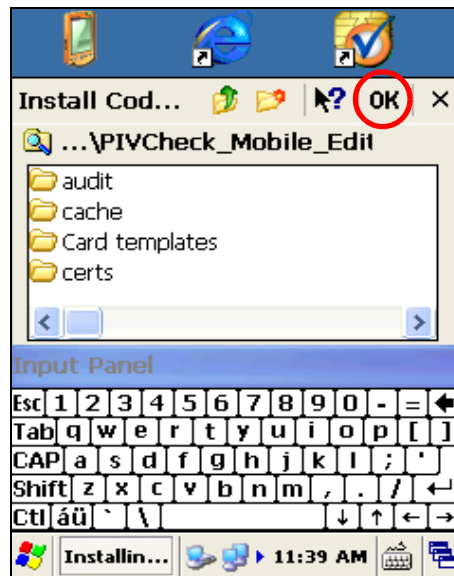 Install Cod... ? OK ×
...\PIVCheck_Mobile_Edit
audit
cache
Card templates
certs
Input Panel
Esc 1 2 3 4 5 6 7 8 9 0 - =
Tab q w e r t y u i o p [ ]
CAP a s d f g h j k l ; '
Shift z x c v b n m , . /
Ctl áü ` \
Installin... 11:39 AM